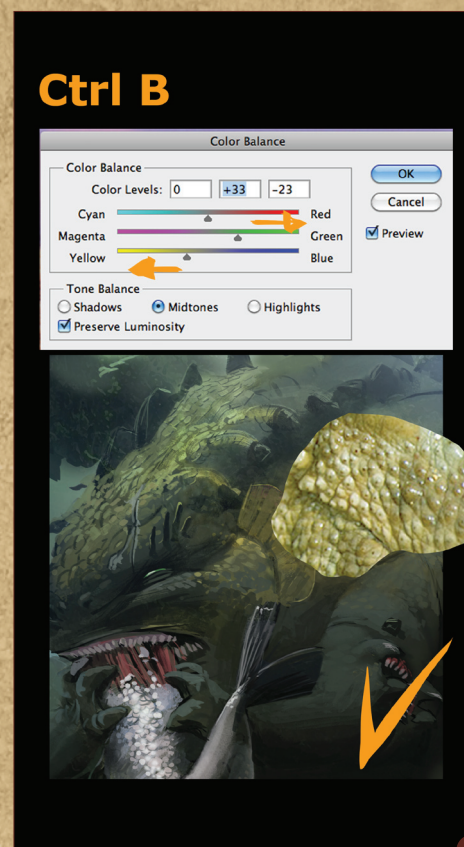 Ctrl B
Color Balance
Color Balance
Color Levels: 0 +33 -23
Cyan Red
Magenta Green
Yellow Blue
Tone Balance
Shadows Midtones Highlights
Preserve Luminosity
OK
Cancel
Preview